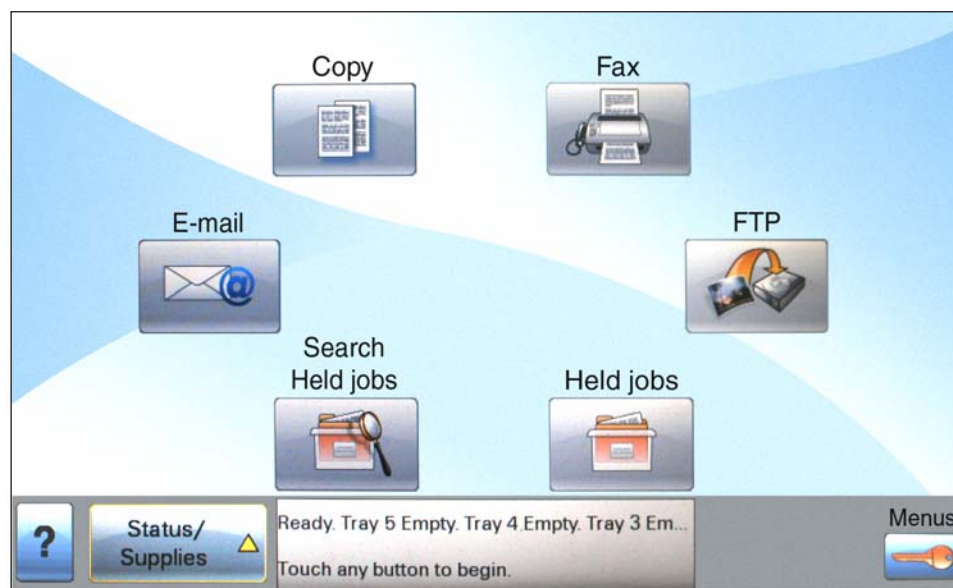 Copy
Fax
E-mail
FTP
Search
Held jobs
Held jobs
?
Status/
Supplies
Ready. Tray 5 Empty. Tray 4 Empty. Tray 3 Em...
Touch any button to begin.
Menus